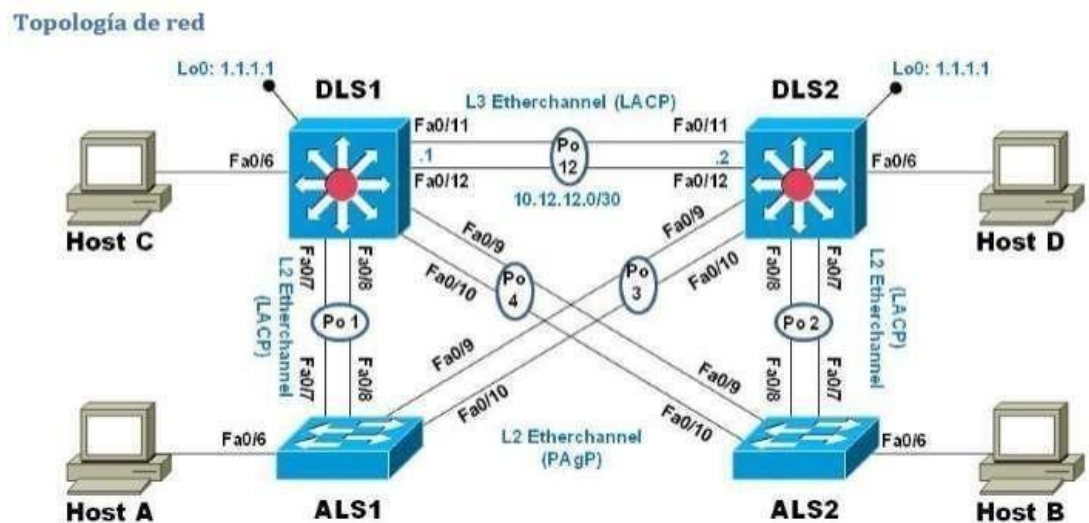 Topología de red
Lo0: 1.1.1.1
Lo0: 1.1.1.1
DLS1
DLS2
L3 Etherchannel (LACP)
Fa0/11
Fa0/11
Fa0/6
.1
Po
12
.2
Fa0/6
Fa0/12
Fa0/12
10.12.12.0/30
Host C
Host D
Fa0/9
Fa0/9
Fa0/7
Fa0/8
Fa0/10
Po
4
Po
3
Fa0/10
Fa0/8
Fa0/7
L2 Etherchannel
(LACP)
Po 1
Po 2
L2 Etherchannel
(LACP)
Fa0/7
Fa0/8
Fa0/9
Fa0/9
Fa0/8
Fa0/7
Fa0/10
Fa0/10
Fa0/6
L2 Etherchannel
(PAgP)
Fa0/6
Host A
ALS1
ALS2
Host B